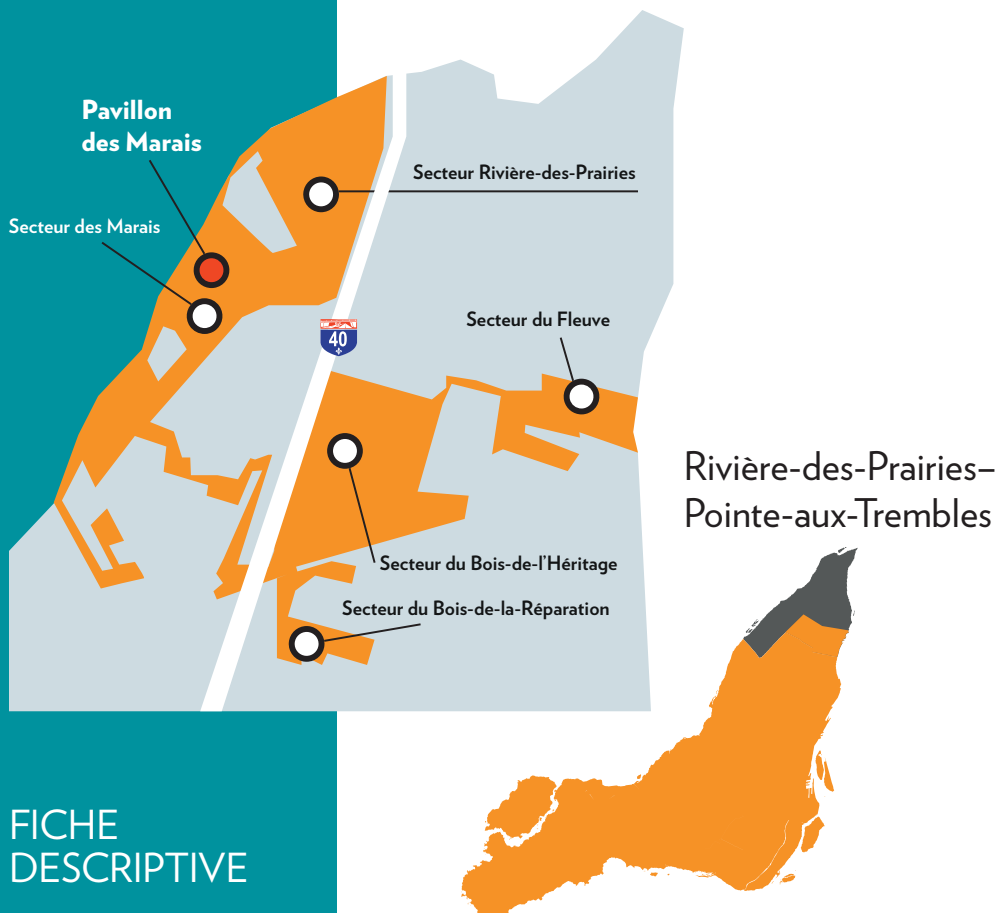 Pavillon
des Marais
Secteur Rivière-des-Prairies
Secteur des Marais
Secteur du Fleuve
40
Rivière-des-Prairies–
Pointe-aux-Trembles
Secteur du Bois-de-l'Héritage
Secteur du Bois-de-la-Réparation
FICHE
DESCRIPTIVE